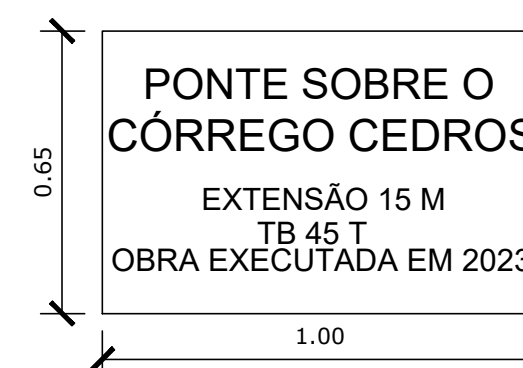 PONTE SOBRE O
CÓRREGO CEDROS
0.65
EXTENSÃO 15 M
TB 45 T
OBRA EXECUTADA EM 2023
1.00